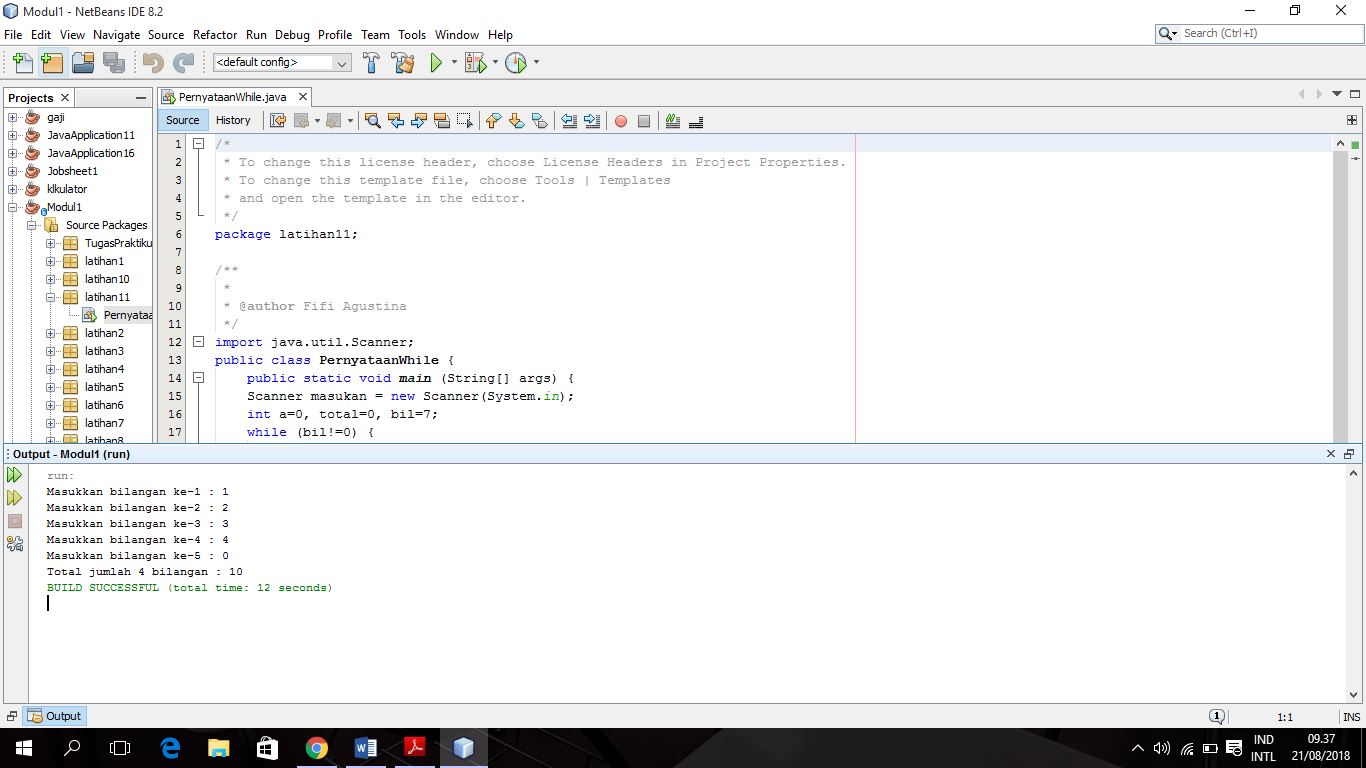 Modul1 - NetBeans IDE 8.2
File Edit View Navigate Source Refactor Run Debug Profile Team Tools Window Help
Search (Ctrl+I)
<default config>
Projects
PernyataanWhile.java
Source History
gaji
JavaApplication11
JavaApplication16
Jobsheet1
klkulator
Modul1
Source Packages
TugasPraktiku
latihan1
latihan10
latihan11
Pernyataa
latihan2
latihan3
latihan4
latihan5
latihan6
latihan7
latihan8
1 /*
2 * To change this license header, choose License Headers in Project Properties.
3 * To change this template file, choose Tools | Templates
4 * and open the template in the editor.
5 */
6 package latihan11;
7
8 /**
9 *
10 * @author Fifi Agustina
11 */
12 import java.util.Scanner;
13 public class PernyataanWhile {
14 public static void main (String[] args) {
15 Scanner masukan = new Scanner(System.in);
16 int a=0, total=0, bil=7;
17 while (bil!=0) {
Output - Modul1 (run)
run:
Masukkan bilangan ke-1 : 1
Masukkan bilangan ke-2 : 2
Masukkan bilangan ke-3 : 3
Masukkan bilangan ke-4 : 4
Masukkan bilangan ke-5 : 0
Total jumlah 4 bilangan : 10
BUILD SUCCESSFUL (total time: 12 seconds)
Output
1
1:1
INS
IND
INTL
09.37
21/08/2018